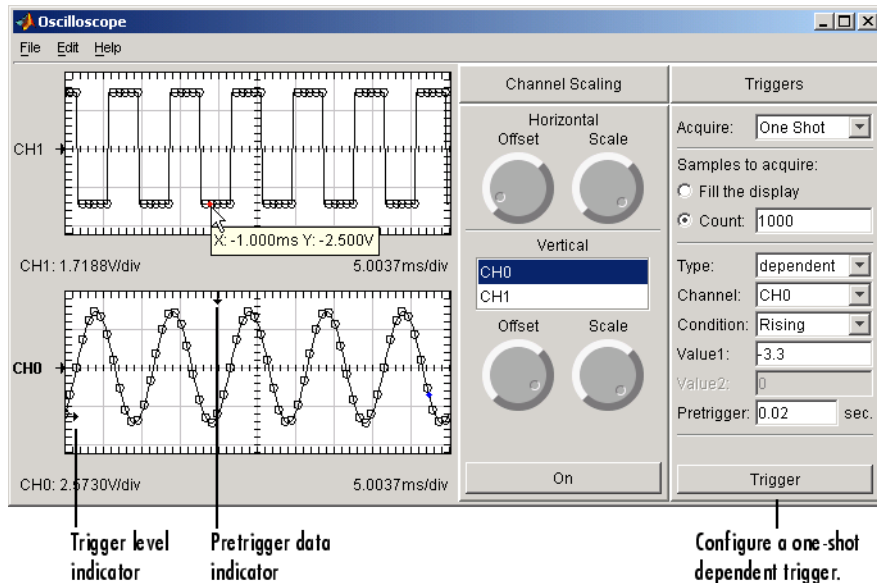 Oscilloscope
File Edit Help
CH1
X: -1.000ms Y: -2.500V
CH1: 1.7188V/div 5.0037ms/div
CH0
CH0: 2.5730V/div 5.0037ms/div
Channel Scaling
Horizontal
Offset Scale
Vertical
CH0
CH1
Offset Scale
On
Triggers
Acquire: One Shot
Samples to acquire:
Fill the display
Count: 1000
Type: dependent
Channel: CH0
Condition: Rising
Value1: -3.3
Value2: 0
Pretrigger: 0.02 sec.
Trigger
Trigger level
indicator
Pretrigger data
indicator
Configure a one-shot
dependent trigger.